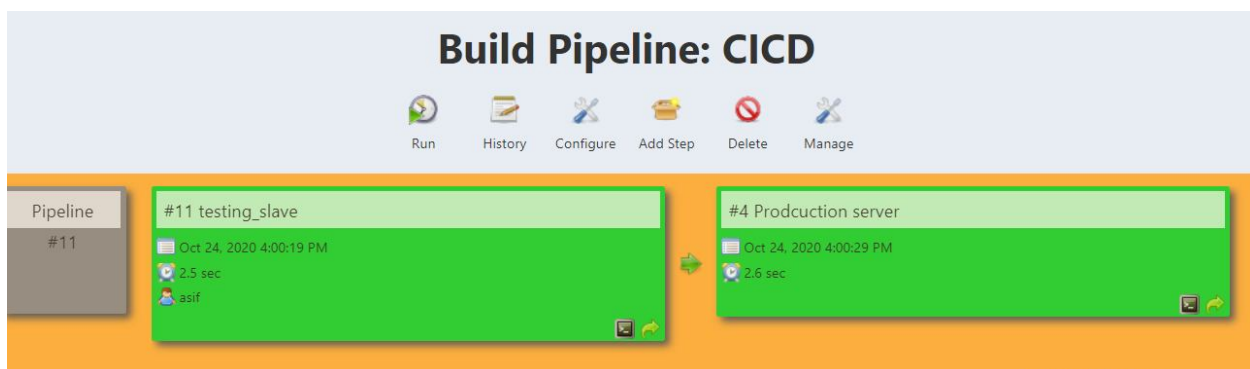 Build Pipeline: CICD
Run History Configure Add Step Delete Manage
Pipeline
#11
#11 testing_slave
Oct 24, 2020 4:00:19 PM
2.5 sec
asif
#4 Prodcuction server
Oct 24, 2020 4:00:29 PM
2.6 sec